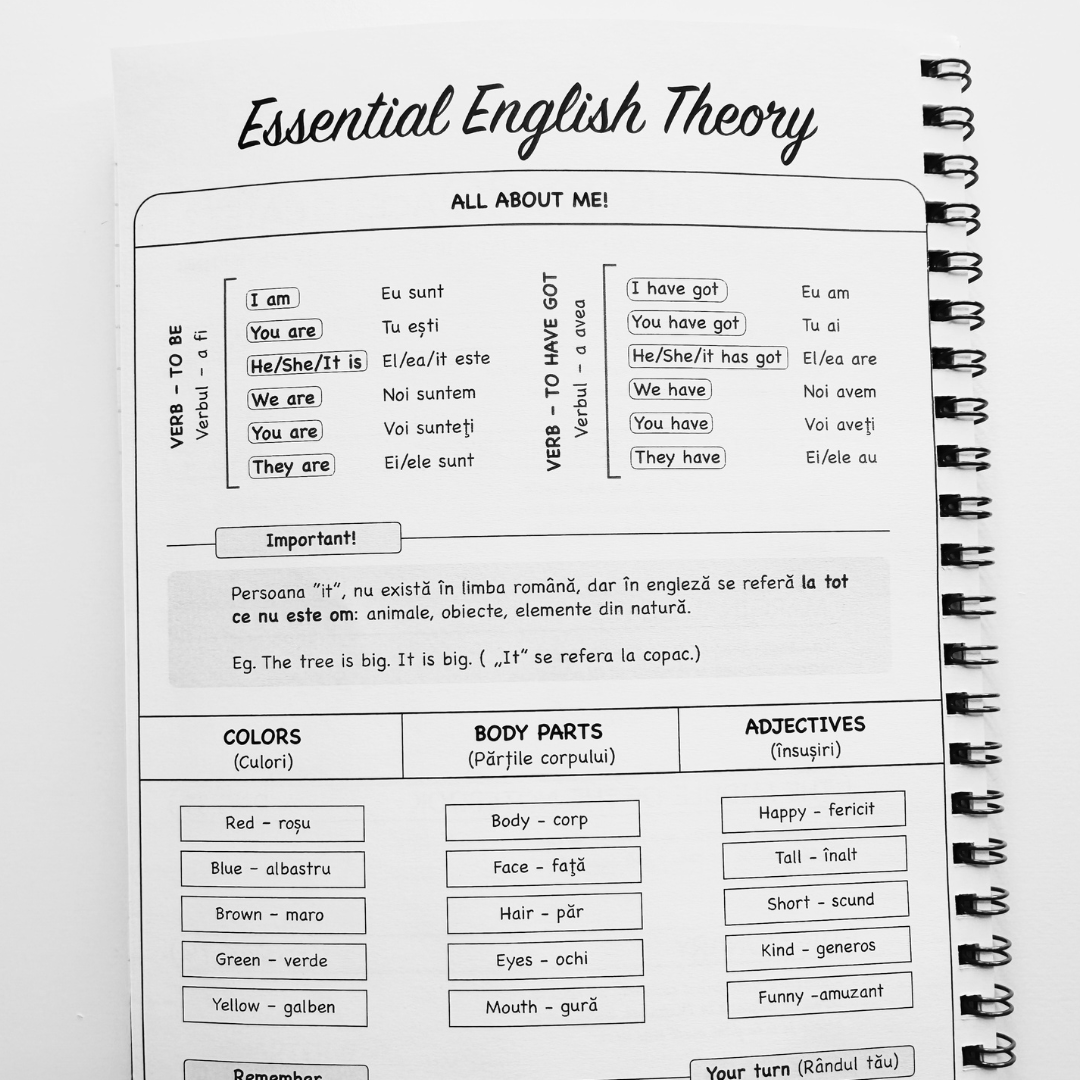 Essential English Theory
ALL ABOUT ME!
VERB - TO BE
Verbul - a fi
I am Eu sunt
You are Tu ești
He/She/It is El/ea/it este
We are Noi suntem
You are Voi sunteți
They are Ei/ele sunt
VERB - TO HAVE GOT
Verbul - a avea
I have got Eu am
You have got Tu ai
He/She/it has got El/ea are
We have Noi avem
You have Voi aveți
They have Ei/ele au
Important!
Persoana "it", nu există în limba română, dar în engleză se referă la tot
ce nu este om: animale, obiecte, elemente din natură.
Eg. The tree is big. It is big. ( „It" se refera la copac.)
COLORS
(Culori)
Red - roșu
Blue - albastru
Brown - maro
Green - verde
Yellow - galben
BODY PARTS
(Părțile corpului)
Body - corp
Face - față
Hair - păr
Eyes - ochi
Mouth - gură
ADJECTIVES
(însușiri)
Happy - fericit
Tall - înalt
Short - scund
Kind - generos
Funny -amuzant
Remember
Your turn (Rândul tău)